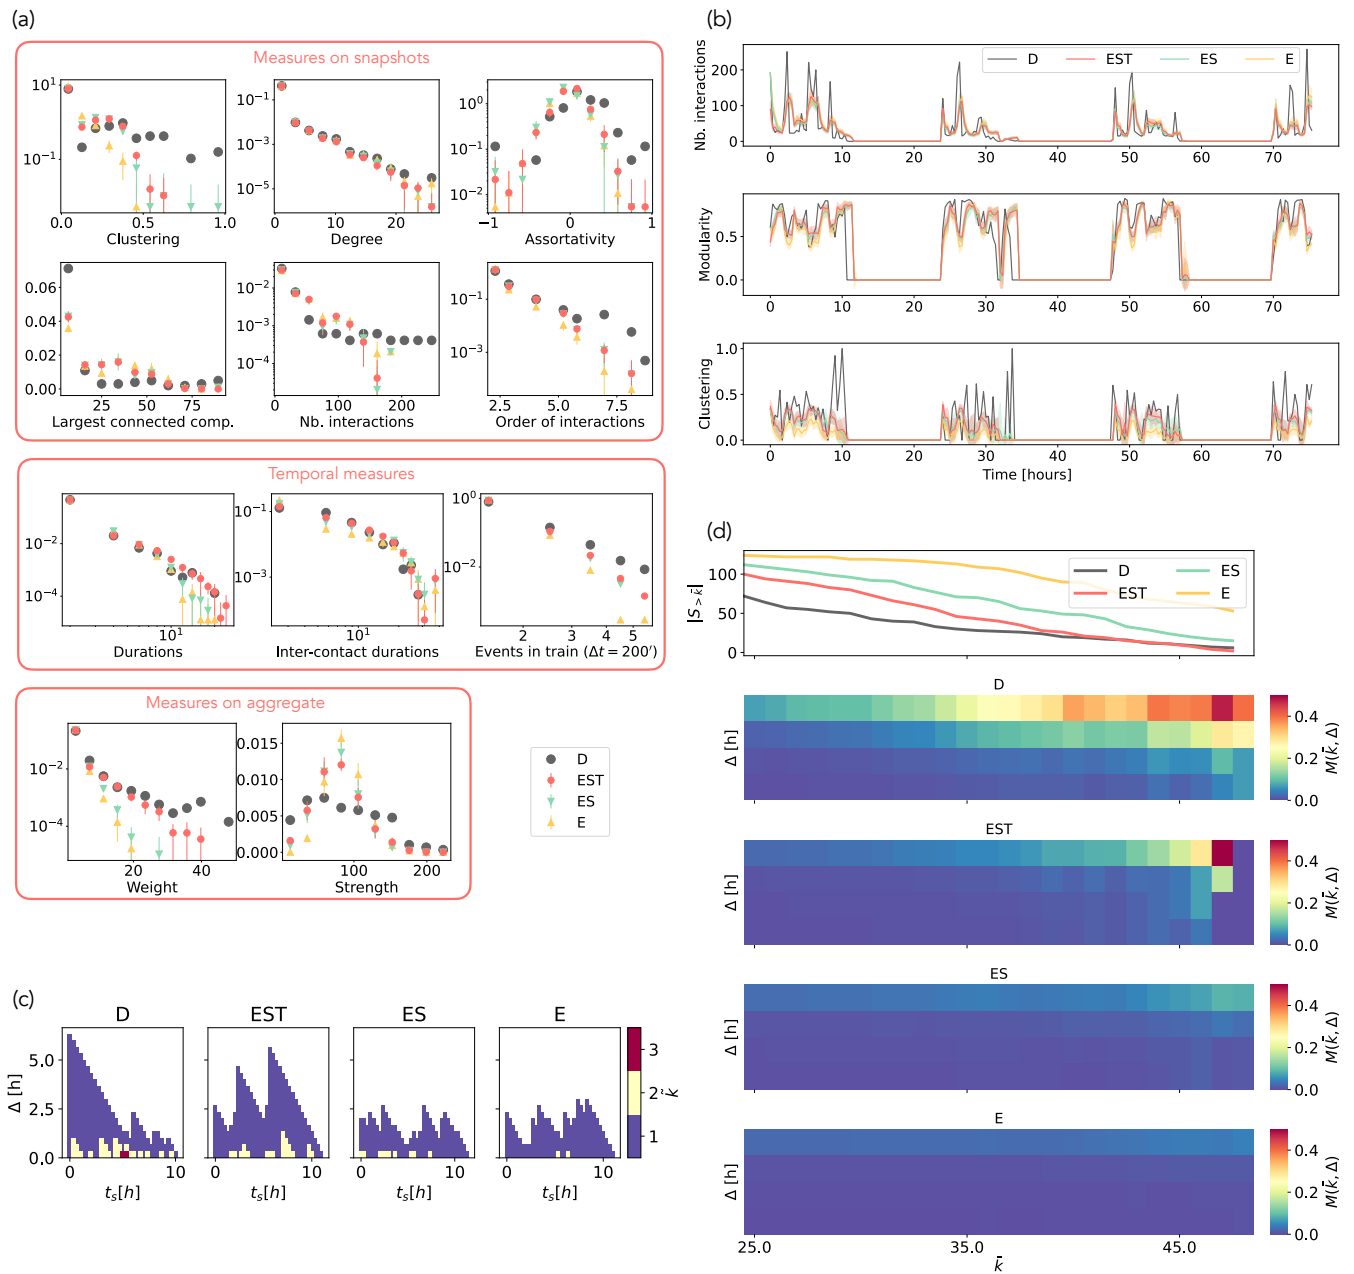 (a)
Measures on snapshots
10¹
10⁻¹
0.0 0.5 1.0
Clustering
10⁻¹
10⁻³
10⁻⁵
0 10 20
Degree
10⁰
10⁻¹
10⁻²
−1 0 1
Assortativity
0.06
0.04
0.02
0.00
25 50 75
Largest connected comp.
10⁻²
10⁻³
10⁻⁴
0 100 200
Nb. interactions
10⁻¹
10⁻³
2.5 5.0 7.5
Order of interactions
Temporal measures
10⁻²
10⁻⁴
10¹
Durations
10⁻¹
10⁻³
10¹
Inter-contact durations
10⁰
10⁻²
2 3 4 5
Events in train (Δt = 200′)
Measures on aggregate
10⁻²
10⁻⁴
20 40
Weight
0.015
0.010
0.005
0.000
0 100 200
Strength
D
EST
ES
E
(b)
D EST ES E
Nb. interactions
200
100
0
0 10 20 30 40 50 60 70
Modularity
0.5
0.0
0 10 20 30 40 50 60 70
Clustering
1.0
0.5
0.0
0 10 20 30 40 50 60 70
Time [hours]
(c)
D EST ES E
Δ [h]
5.0
2.5
0.0
0 10 0 10 0 10 0 10
tₛ[h] tₛ[h] tₛ[h] tₛ[h]
3
2
1
k̃
(d)
|S>k̄|
100
50
0
D ES
EST E
D
Δ [h]
0.4
0.2
0.0
M(k̄, Δ)
EST
Δ [h]
0.4
0.2
0.0
M(k̄, Δ)
ES
Δ [h]
0.4
0.2
0.0
M(k̄, Δ)
E
Δ [h]
0.4
0.2
0.0
M(k̄, Δ)
25.0 35.0 45.0
k̄